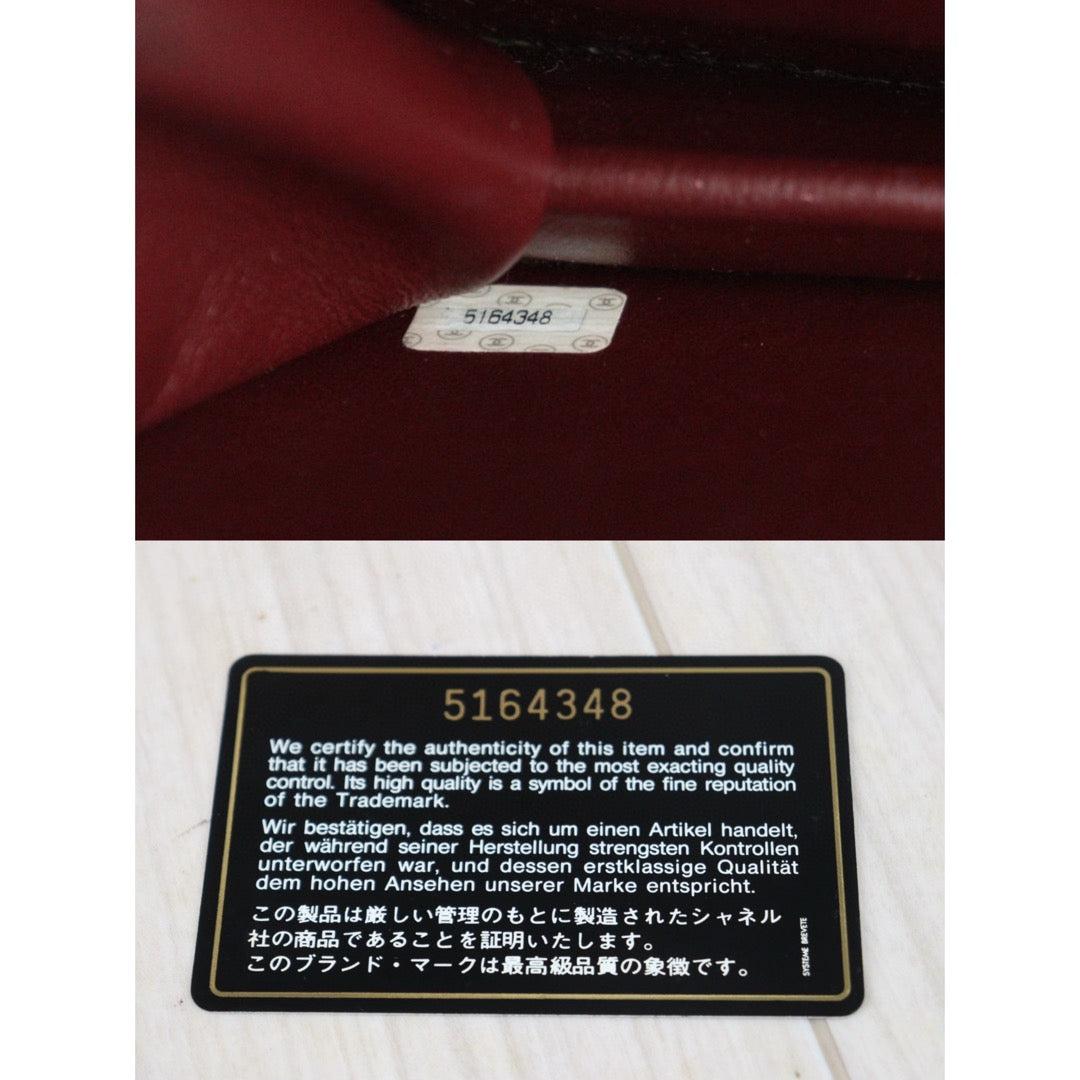 5164348
5164348
We certify the authenticity of this item and confirm
that it has been subjected to the most exacting quality
control. Its high quality is a symbol of the fine reputation
of the Trademark.
Wir bestätigen, dass es sich um einen Artikel handelt,
der während seiner Herstellung strengsten Kontrollen
unterworfen war, und dessen erstklassige Qualität
dem hohen Ansehen unserer Marke entspricht.
この製品は厳しい管理のもとに製造されたシャネル
社の商品であることを証明いたします。
このブランド・マークは最高級品質の象徴です。
SYSTEME BREVETE